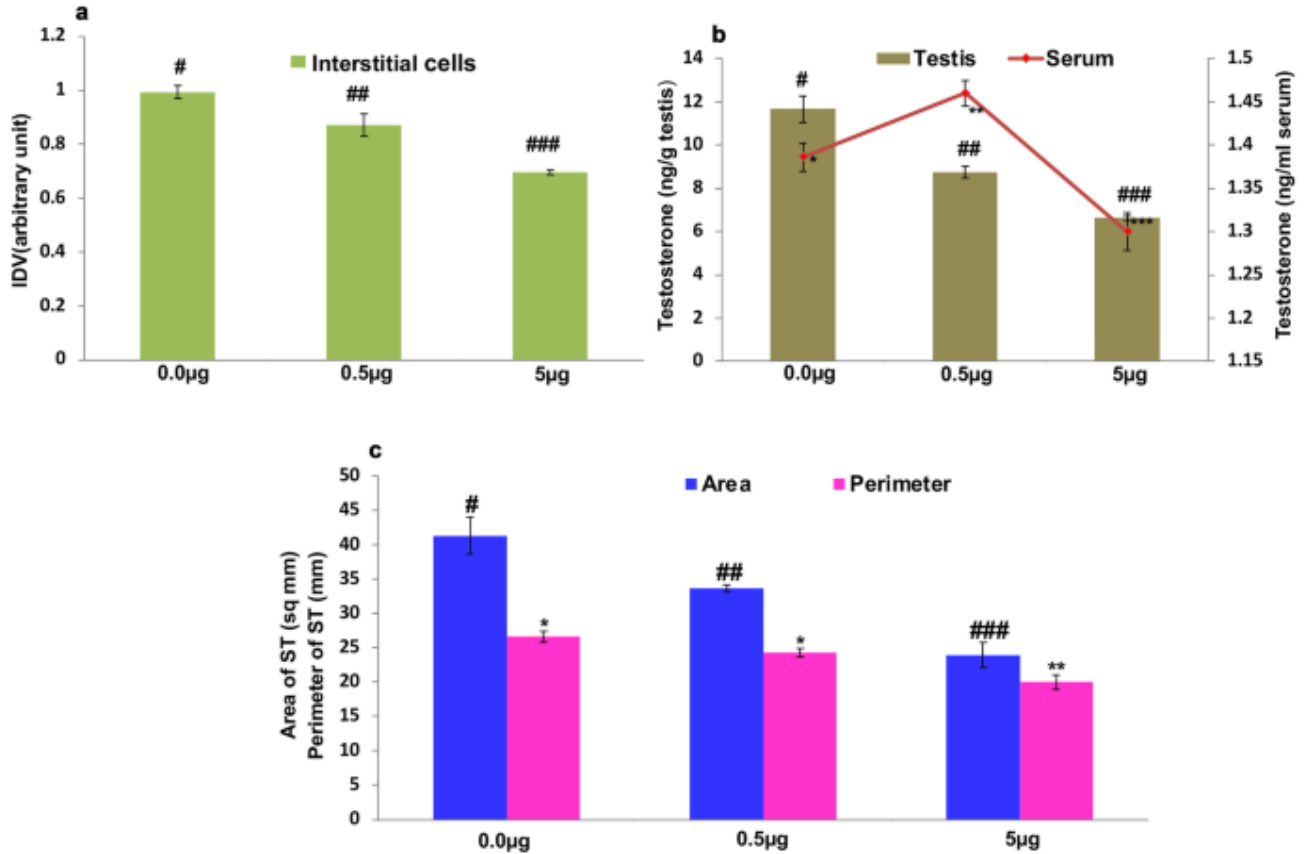 a
1.2
1
0.8
0.6
0.4
0.2
0
IDV(arbitrary unit)
Interstitial cells
#
##
###
0.0µg
0.5µg
5µg
b
Testis
Serum
14
12
10
8
6
4
2
0
Testosterone (ng/g testis)
1.5
1.45
1.4
1.35
1.3
1.25
1.2
1.15
Testosterone (ng/ml serum)
#
*
**
##
###
***
0.0µg
0.5µg
5µg
c
50
45
40
35
30
25
20
15
10
5
0
Area of ST (sq mm)
Perimeter of ST (mm)
Area
Perimeter
#
*
##
*
###
**
0.0µg
0.5µg
5µg